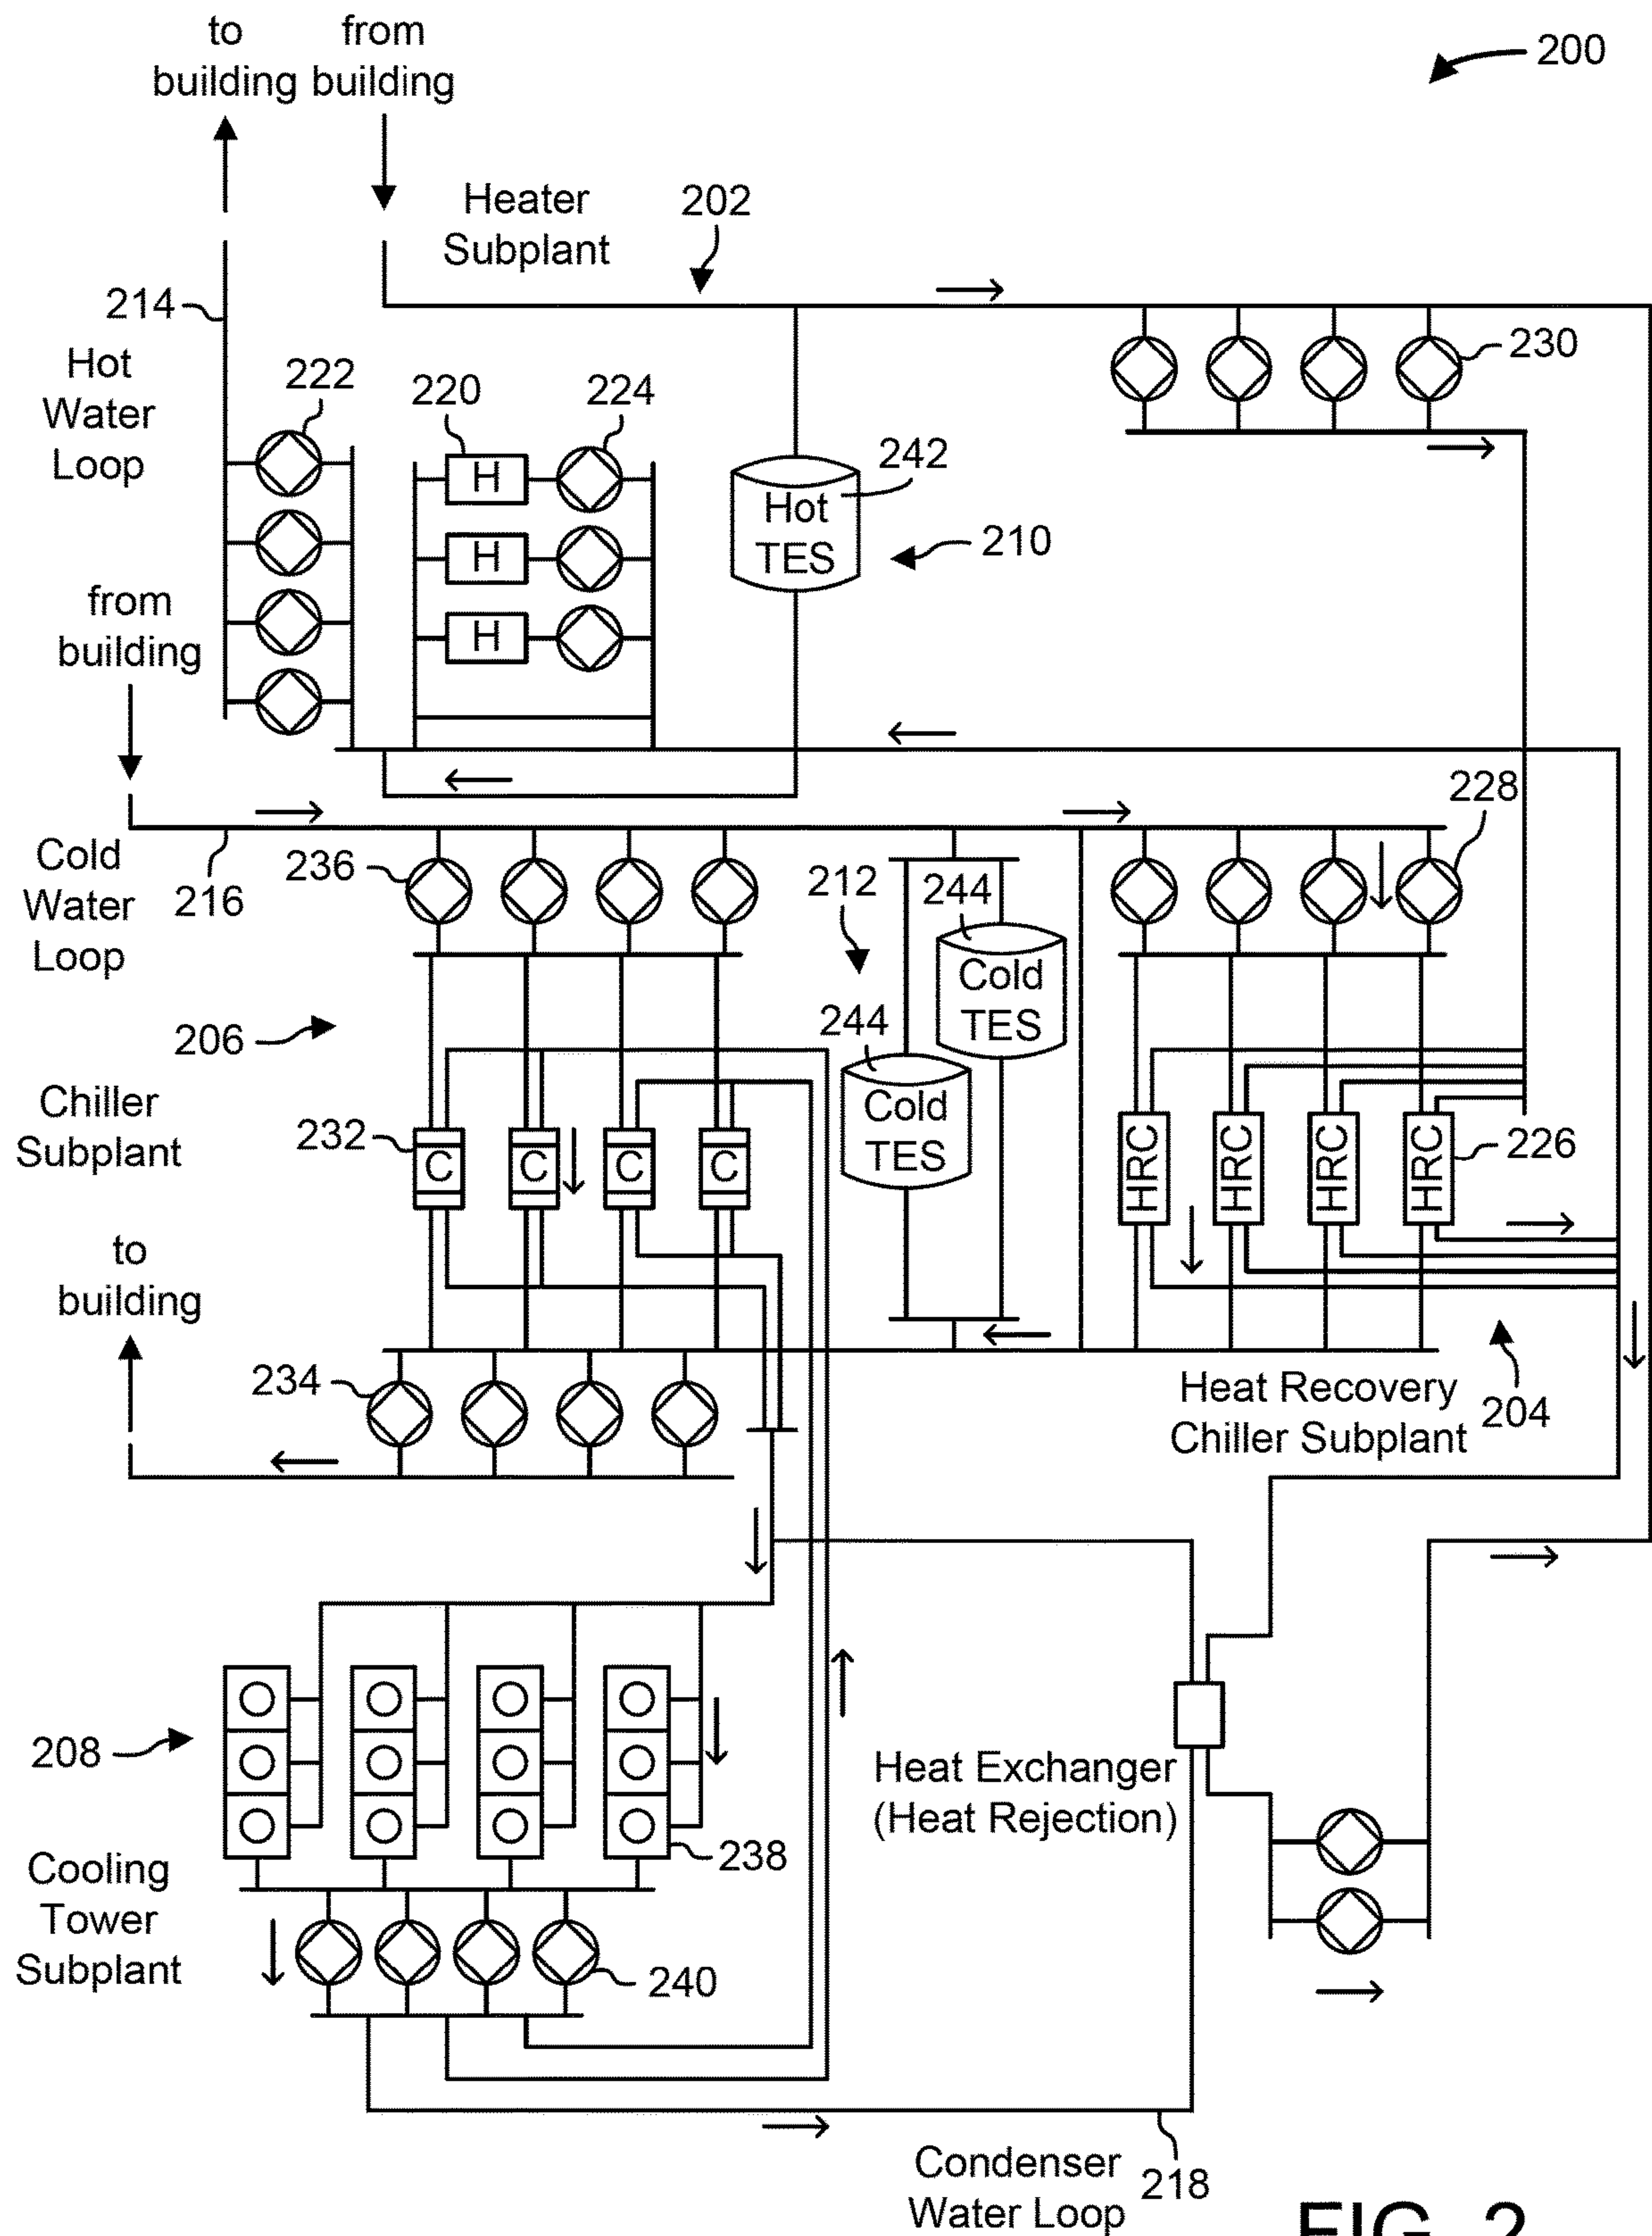 to
building
from
building
200
Heater
Subplant
202
214
Hot
Water
Loop
222
220
224
230
H
H
H
Hot
TES
242
210
from
building
228
Cold
Water
Loop
216
236
212
244
Cold
TES
244
Cold
TES
206
Chiller
Subplant
232
C
C
C
C
HRC
HRC
HRC
HRC
226
to
building
234
Heat Recovery
Chiller Subplant
204
208
Heat Exchanger
(Heat Rejection)
238
Cooling
Tower
Subplant
240
Condenser
Water Loop
218
FIG. 2